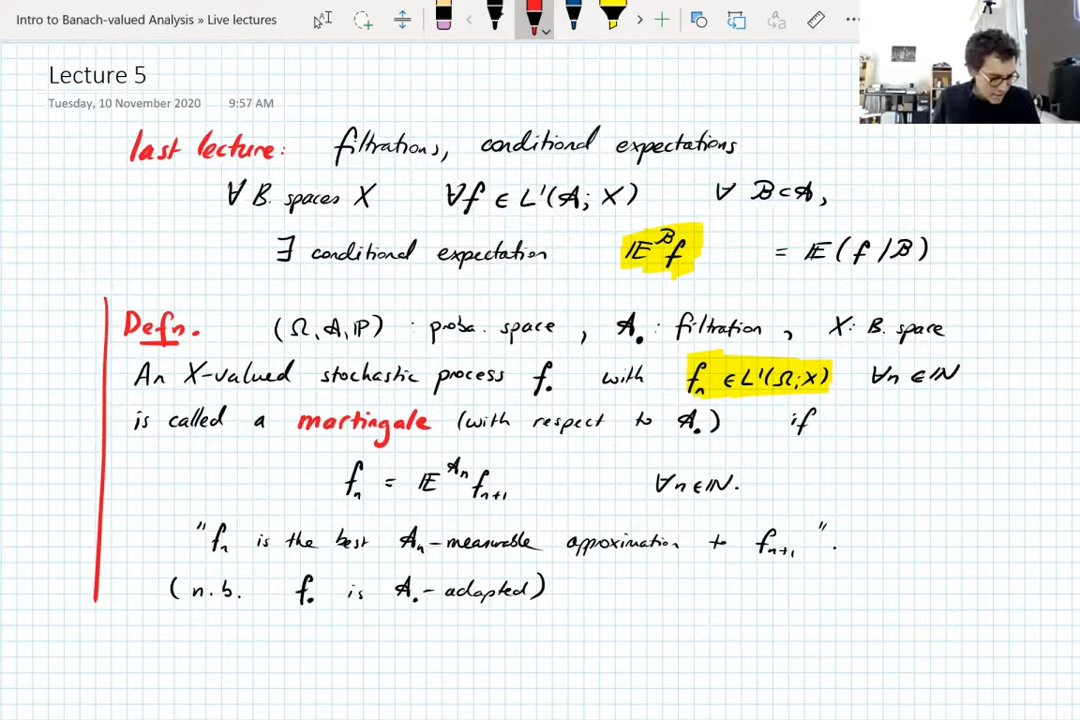 Intro to Banach-valued Analysis » Live lectures
Lecture 5
Tuesday, 10 November 2020 9:57 AM
last lecture: filtrations, conditional expectations
∀ B. spaces X ∀f ∈ L¹(𝒜; X) ∀ ℬ⊂𝒜,
∃ conditional expectation 𝔼^ℬ f = 𝔼(f | ℬ)
Defn. (Ω, 𝒜, ℙ) : proba. space, 𝒜. : filtration, X: B. space
An X-valued stochastic process f. with fₙ ∈ L¹(Ω; X) ∀n ∈ ℕ
is called a martingale (with respect to 𝒜.) if
fₙ = 𝔼^𝒜ₙ fₙ₊₁ ∀n∈ℕ.
"fₙ is the best 𝒜ₙ-measurable approximation to fₙ₊₁".
(n.b. f. is 𝒜.-adapted)